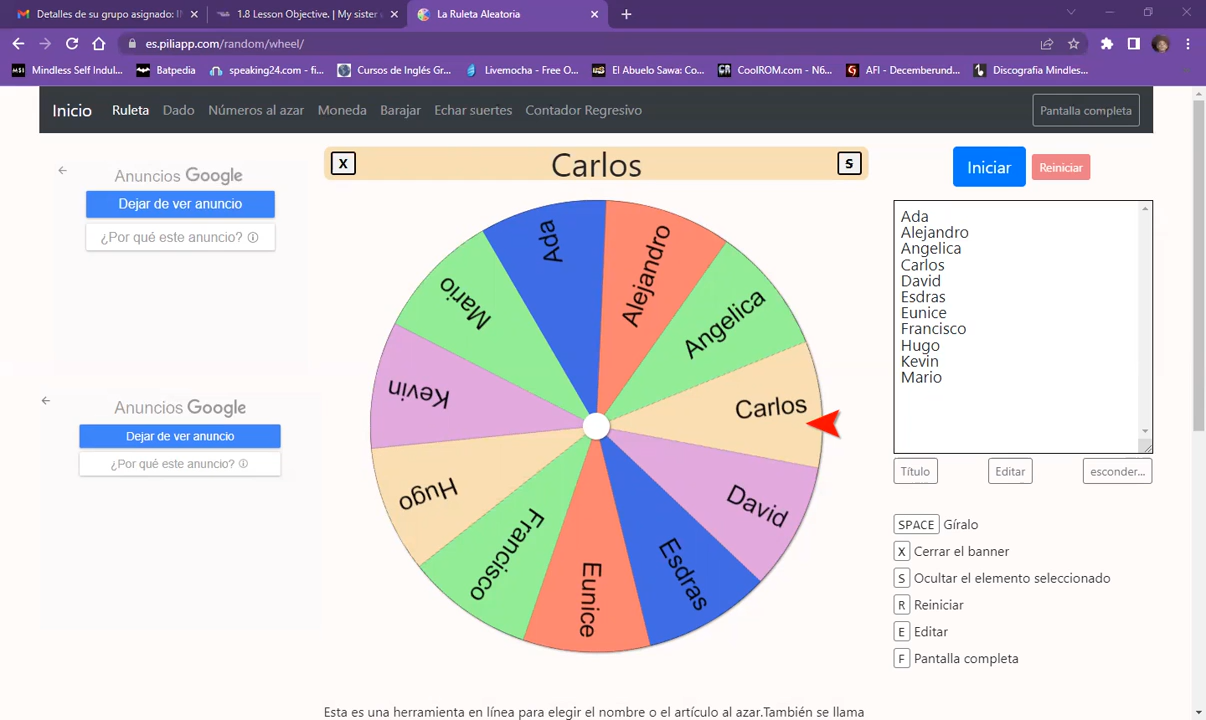 Detalles de su grupo asignado: I
1.8 Lesson Objective. | My sister s
La Ruleta Aleatoria
es.piliapp.com/random/wheel/
Mindless Self Indul...
Batpedia
speaking24.com - fi...
Cursos de Inglés Gr...
Livemocha - Free O...
El Abuelo Sawa: Co...
CoolROM.com - N6...
AFI - Decemberund...
Discografia Mindles...
Inicio
Ruleta
Dado
Números al azar
Moneda
Barajar
Echar suertes
Contador Regresivo
Pantalla completa
Anuncios Google
Dejar de ver anuncio
¿Por qué este anuncio?
Anuncios Google
Dejar de ver anuncio
¿Por qué este anuncio?
X
Carlos
S
Ada
Alejandro
Angelica
Carlos
David
Esdras
Eunice
Francisco
Hugo
Kevin
Mario
Iniciar
Reiniciar
Ada
Alejandro
Angelica
Carlos
David
Esdras
Eunice
Francisco
Hugo
Kevin
Mario
Título
Editar
esconder...
SPACE Gíralo
X Cerrar el banner
S Ocultar el elemento seleccionado
R Reiniciar
E Editar
F Pantalla completa
Esta es una herramienta en línea para elegir el nombre o el artículo al azar.También se llama